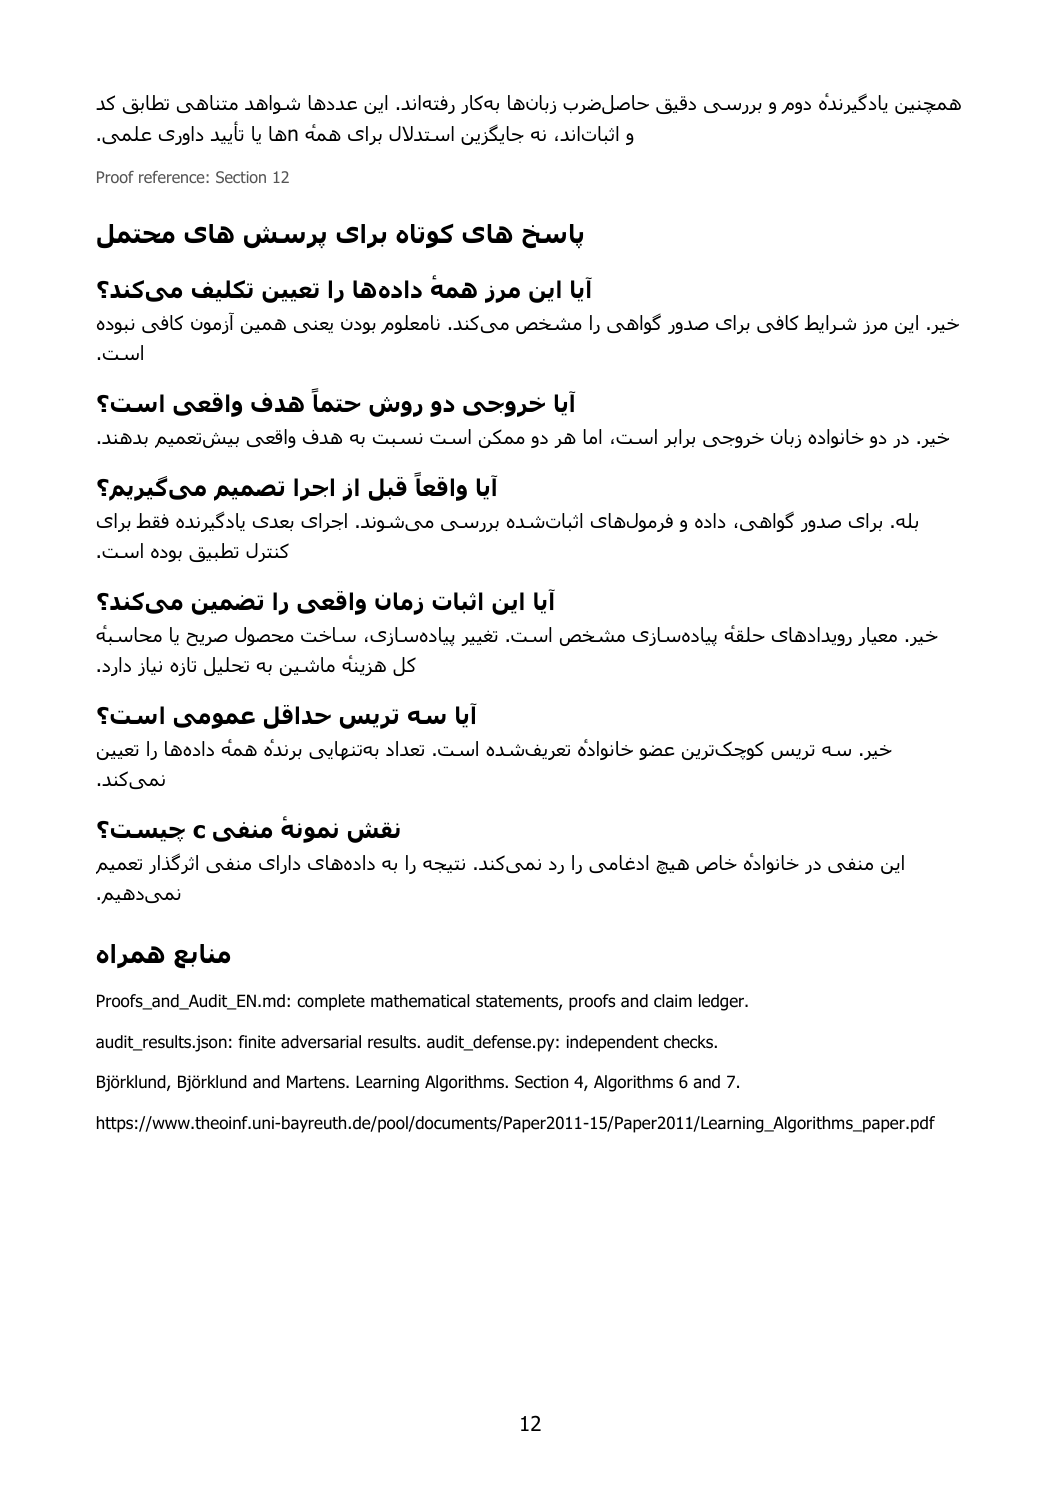 همچنین یادگیرندهٔ دوم و بررسی دقیق حاصل‌ضرب زبان‌ها به‌کار رفته‌اند. این عددها شواهد متناهی تطابق کد
و اثبات‌اند، نه جایگزین استدلال برای همهٔ nها یا تأیید داوری علمی.
Proof reference: Section 12
پاسخ های کوتاه برای پرسش های محتمل
آیا این مرز همهٔ داده‌ها را تعیین تکلیف می‌کند؟
خیر. این مرز شرایط کافی برای صدور گواهی را مشخص می‌کند. نامعلوم بودن یعنی همین آزمون کافی نبوده
است.
آیا خروجی دو روش حتماً هدف واقعی است؟
خیر. در دو خانواده زبان خروجی برابر است، اما هر دو ممکن است نسبت به هدف واقعی بیش‌تعمیم بدهند.
آیا واقعاً قبل از اجرا تصمیم می‌گیریم؟
بله. برای صدور گواهی، داده و فرمول‌های اثبات‌شده بررسی می‌شوند. اجرای بعدی یادگیرنده فقط برای
کنترل تطبیق بوده است.
آیا این اثبات زمان واقعی را تضمین می‌کند؟
خیر. معیار رویدادهای حلقهٔ پیاده‌سازی مشخص است. تغییر پیاده‌سازی، ساخت محصول صریح یا محاسبهٔ
کل هزینهٔ ماشین به تحلیل تازه نیاز دارد.
آیا سه تریس حداقل عمومی است؟
خیر. سه تریس کوچک‌ترین عضو خانوادهٔ تعریف‌شده است. تعداد به‌تنهایی برندهٔ همهٔ داده‌ها را تعیین
نمی‌کند.
نقش نمونهٔ منفی c چیست؟
این منفی در خانوادهٔ خاص هیچ ادغامی را رد نمی‌کند. نتیجه را به داده‌های دارای منفی اثرگذار تعمیم
نمی‌دهیم.
منابع همراه
Proofs_and_Audit_EN.md: complete mathematical statements, proofs and claim ledger.
audit_results.json: finite adversarial results. audit_defense.py: independent checks.
Björklund, Björklund and Martens. Learning Algorithms. Section 4, Algorithms 6 and 7.
https://www.theoinf.uni-bayreuth.de/pool/documents/Paper2011-15/Paper2011/Learning_Algorithms_paper.pdf
12